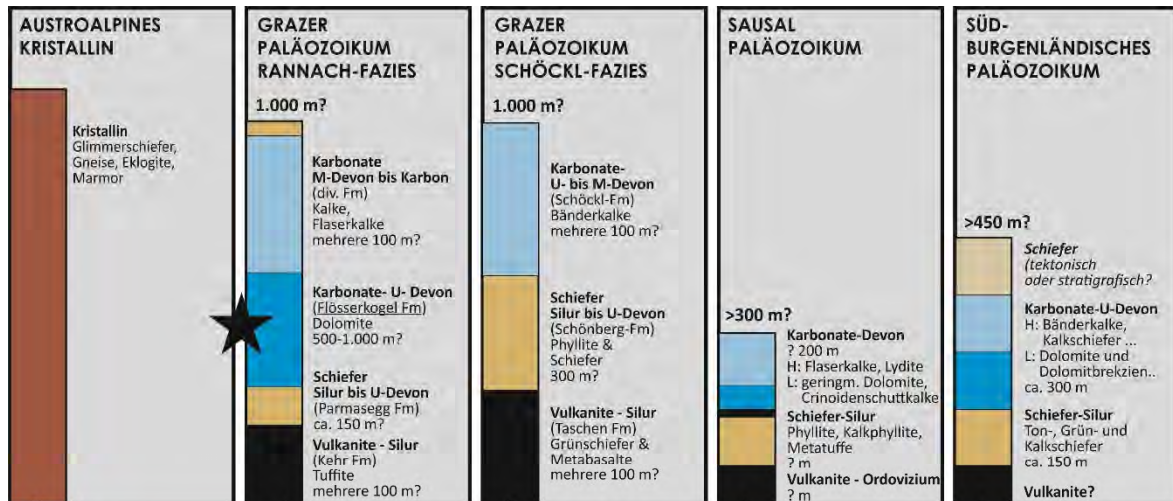 AUSTROALPINES
KRISTALLIN
Kristallin
Glimmerschiefer,
Gneise, Eklogite,
Marmor
GRAZER
PALÄOZOIKUM
RANNACH-FAZIES
1.000 m?
Karbonate
M-Devon bis Karbon
(div. Fm)
Kalke,
Flaserkalke
mehrere 100 m?
Karbonate- U- Devon
(Flösserkogel Fm)
Dolomite
500-1.000 m?
Schiefer
Silur bis U-Devon
(Parmasegg Fm)
ca. 150 m?
Vulkanite - Silur
(Kehr Fm)
Tuffite
mehrere 100 m?
GRAZER
PALÄOZOIKUM
SCHÖCKL-FAZIES
1.000 m?
Karbonate-
U- bis M-Devon
(Schöckl-Fm)
Bänderkalke
mehrere 100 m?
Schiefer
Silur bis U-Devon
(Schönberg-Fm)
Phyllite &
Schiefer
300 m?
Vulkanite - Silur
(Taschen Fm)
Grünschiefer &
Metabasalte
mehrere 100 m?
SAUSAL
PALÄOZOIKUM
>300 m?
Karbonate-Devon
? 200 m
H: Flaserkalke, Lydite
L: geringm. Dolomite,
Crinoidenschuttkalke
Schiefer-Silur
Phyllite, Kalkphyllite,
Metatuffe
? m
Vulkanite - Ordovizium
? m
SÜD-
BURGENLÄNDISCHES
PALÄOZOIKUM
>450 m?
Schiefer
(tektonisch
oder stratigrafisch?
Karbonate-U-Devon
H: Bänderkalke,
Kalkschiefer ...
L: Dolomite und
Dolomitbrekzien..
ca. 300 m
Schiefer-Silur
Ton-, Grün- und
Kalkschiefer
ca. 150 m
Vulkanite?